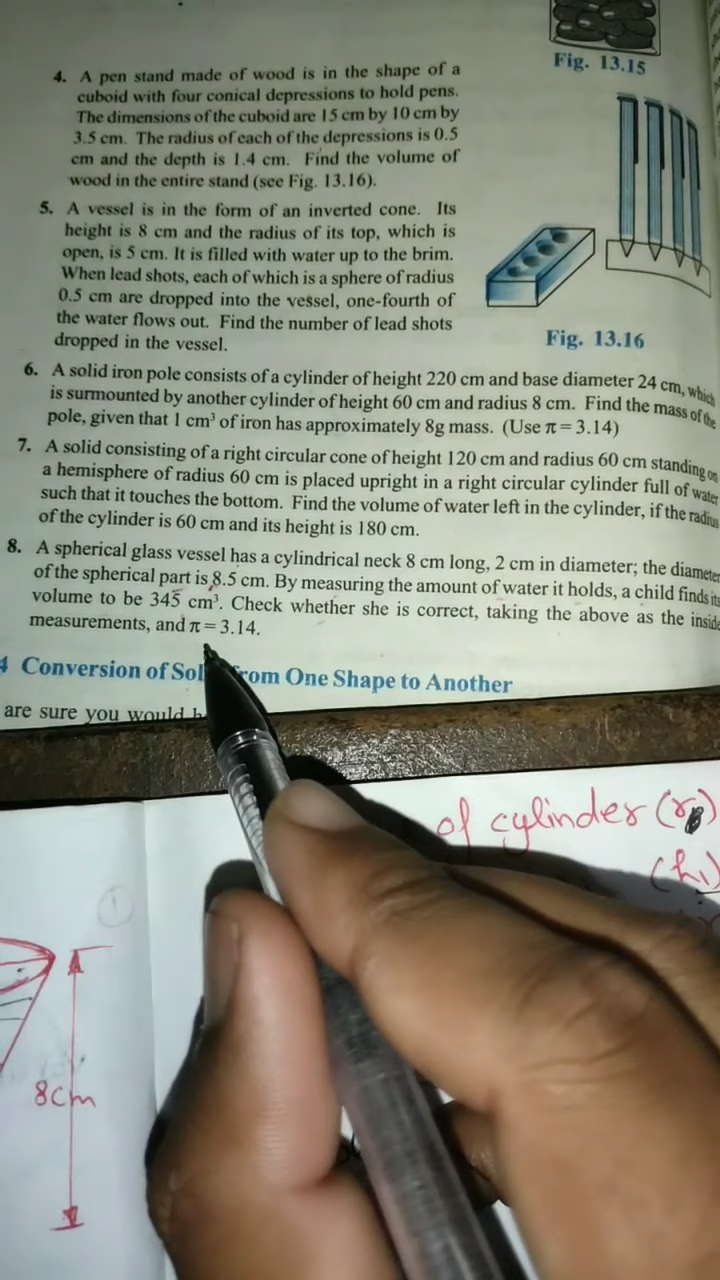 Fig. 13.15
4. A pen stand made of wood is in the shape of a
cuboid with four conical depressions to hold pens.
The dimensions of the cuboid are 15 cm by 10 cm by
3.5 cm. The radius of each of the depressions is 0.5
cm and the depth is 1.4 cm. Find the volume of
wood in the entire stand (see Fig. 13.16).
5. A vessel is in the form of an inverted cone. Its
height is 8 cm and the radius of its top, which is
open, is 5 cm. It is filled with water up to the brim.
When lead shots, each of which is a sphere of radius
0.5 cm are dropped into the vessel, one-fourth of
the water flows out. Find the number of lead shots
dropped in the vessel.
Fig. 13.16
6. A solid iron pole consists of a cylinder of height 220 cm and base diameter 24 cm, which
is surmounted by another cylinder of height 60 cm and radius 8 cm. Find the mass of the
pole, given that 1 cm³ of iron has approximately 8g mass. (Use π = 3.14)
7. A solid consisting of a right circular cone of height 120 cm and radius 60 cm standing on
a hemisphere of radius 60 cm is placed upright in a right circular cylinder full of water
such that it touches the bottom. Find the volume of water left in the cylinder, if the radius
of the cylinder is 60 cm and its height is 180 cm.
8. A spherical glass vessel has a cylindrical neck 8 cm long, 2 cm in diameter; the diameter
of the spherical part is 8.5 cm. By measuring the amount of water it holds, a child finds its
volume to be 345 cm³. Check whether she is correct, taking the above as the inside
measurements, and π = 3.14.
4 Conversion of Sol from One Shape to Another
are sure you would
of cylinder
(h₁)
8cm